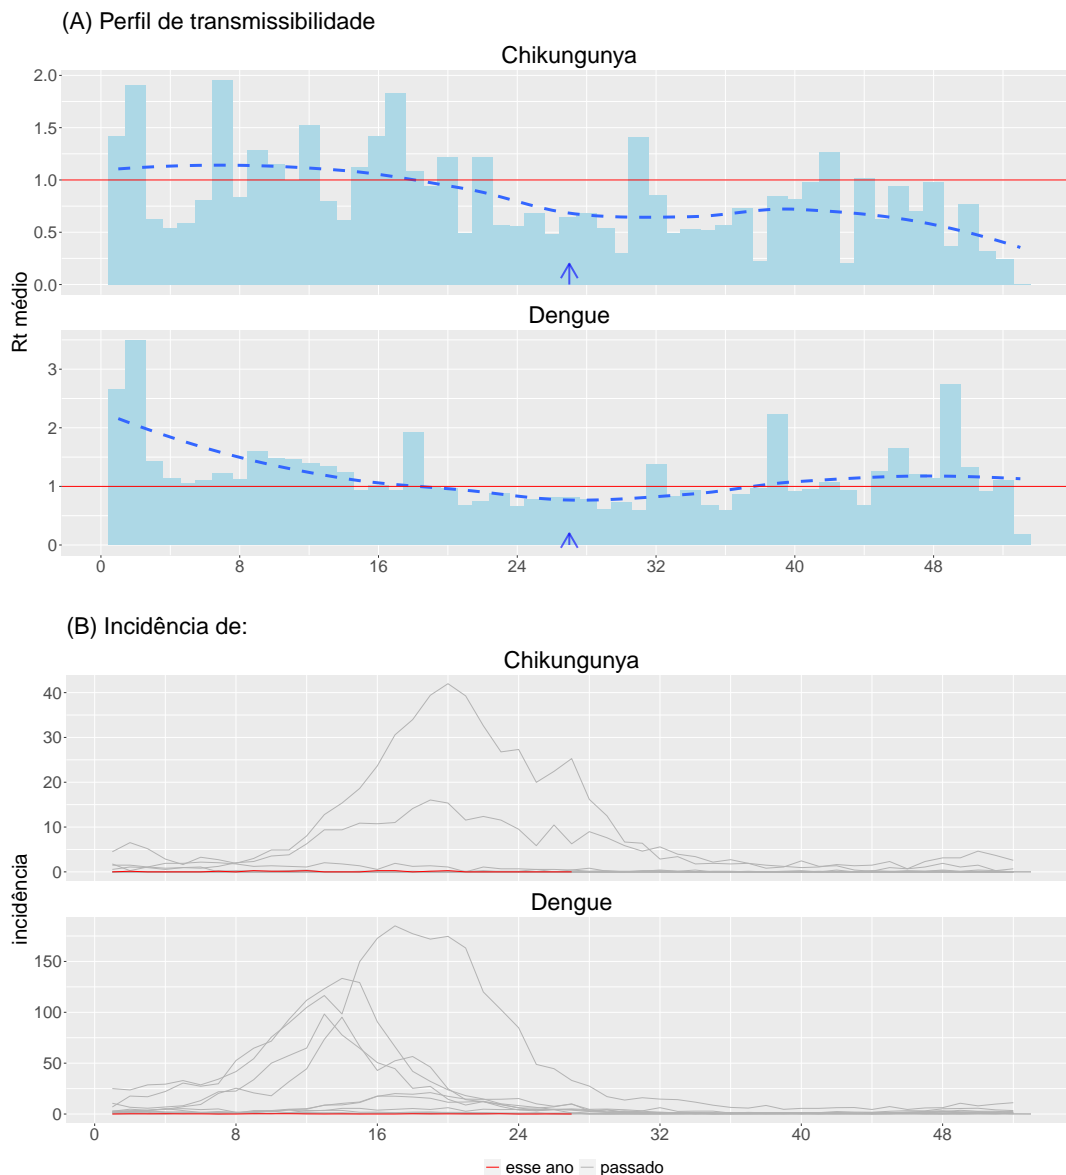 (A) Perfil de transmissibilidade
Chikungunya
2.0
1.5
1.0
0.5
0.0
Rt médio
Dengue
3
2
1
0
0 8 16 24 32 40 48
(B) Incidência de:
Chikungunya
40
30
20
10
0
incidência
Dengue
150
100
50
0
0 8 16 24 32 40 48
esse ano passado